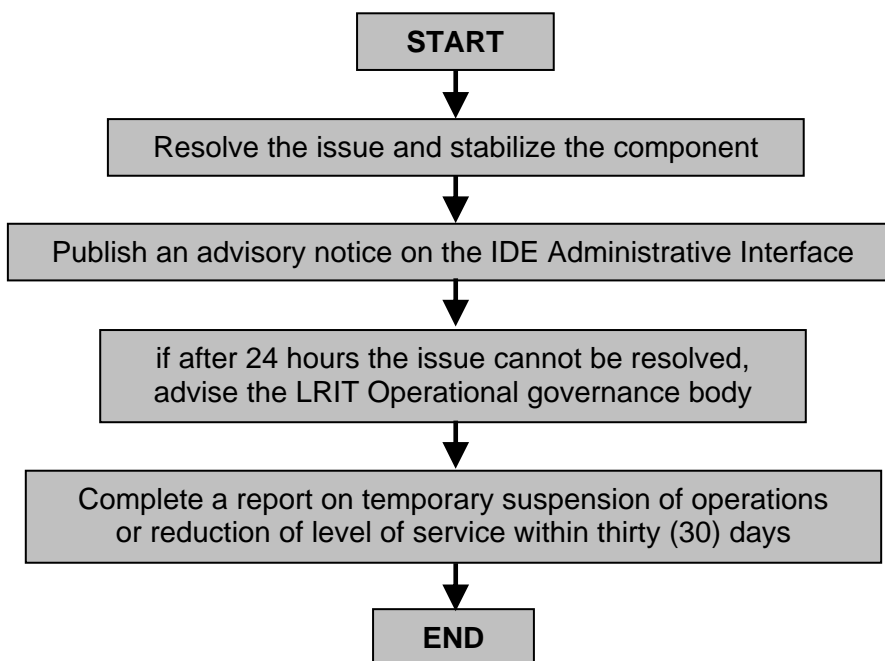 START
Resolve the issue and stabilize the component
Publish an advisory notice on the IDE Administrative Interface
if after 24 hours the issue cannot be resolved,
advise the LRIT Operational governance body
Complete a report on temporary suspension of operations
or reduction of level of service within thirty (30) days
END